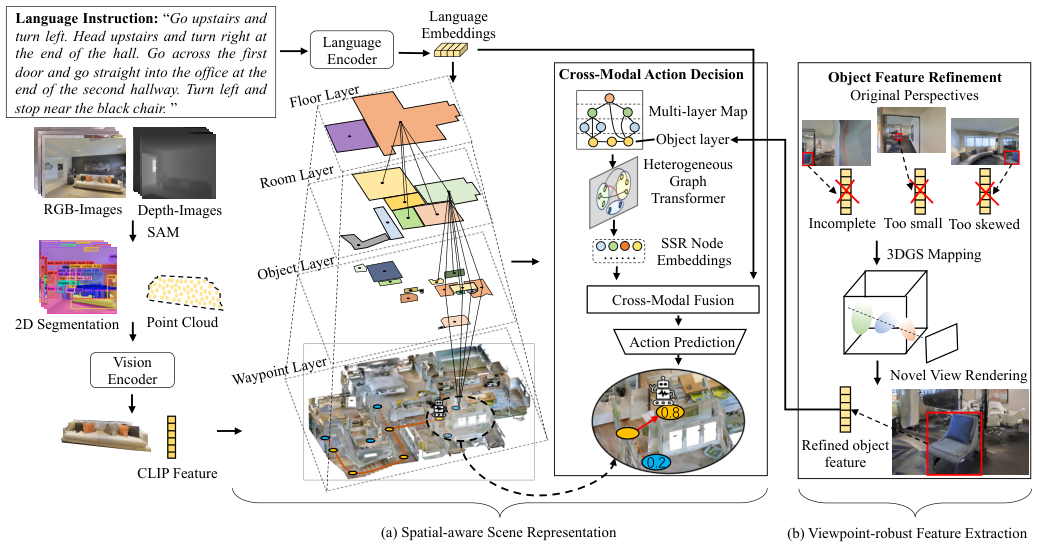 Language Instruction: “Go upstairs and
turn left. Head upstairs and turn right at
the end of the hall. Go across the first
door and go straight into the office at the
end of the second hallway. Turn left and
stop near the black chair. ”
Language
Encoder
Language
Embeddings
RGB-Images
Depth-Images
SAM
2D Segmentation
Point Cloud
Vision
Encoder
CLIP Feature
Floor Layer
Room Layer
Object Layer
Waypoint Layer
Cross-Modal Action Decision
Multi-layer Map
Object layer
Heterogeneous
Graph
Transformer
SSR Node
Embeddings
......
Cross-Modal Fusion
Action Prediction
0.8
0.2
Object Feature Refinement
Original Perspectives
Incomplete
Too small
Too skewed
3DGS Mapping
Novel View Rendering
Refined object
feature
(a) Spatial-aware Scene Representation
(b) Viewpoint-robust Feature Extraction